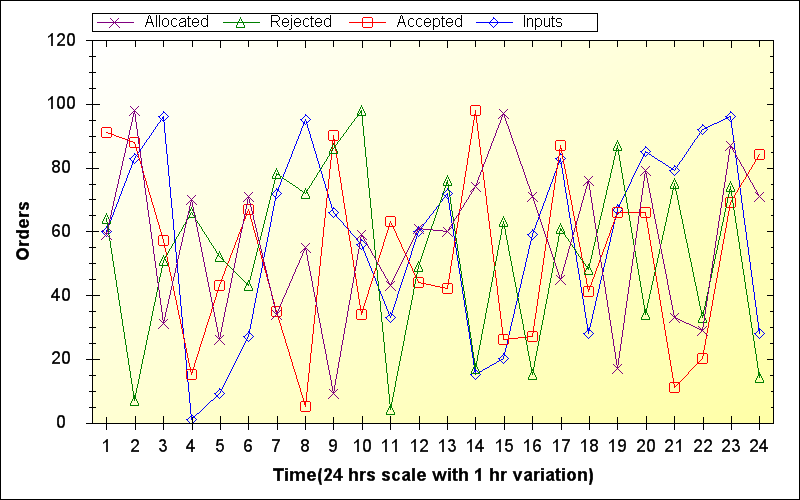 Allocated Rejected Accepted Inputs
120
100
80
60
40
20
0
Orders
1 2 3 4 5 6 7 8 9 10 11 12 13 14 15 16 17 18 19 20 21 22 23 24
Time(24 hrs scale with 1 hr variation)